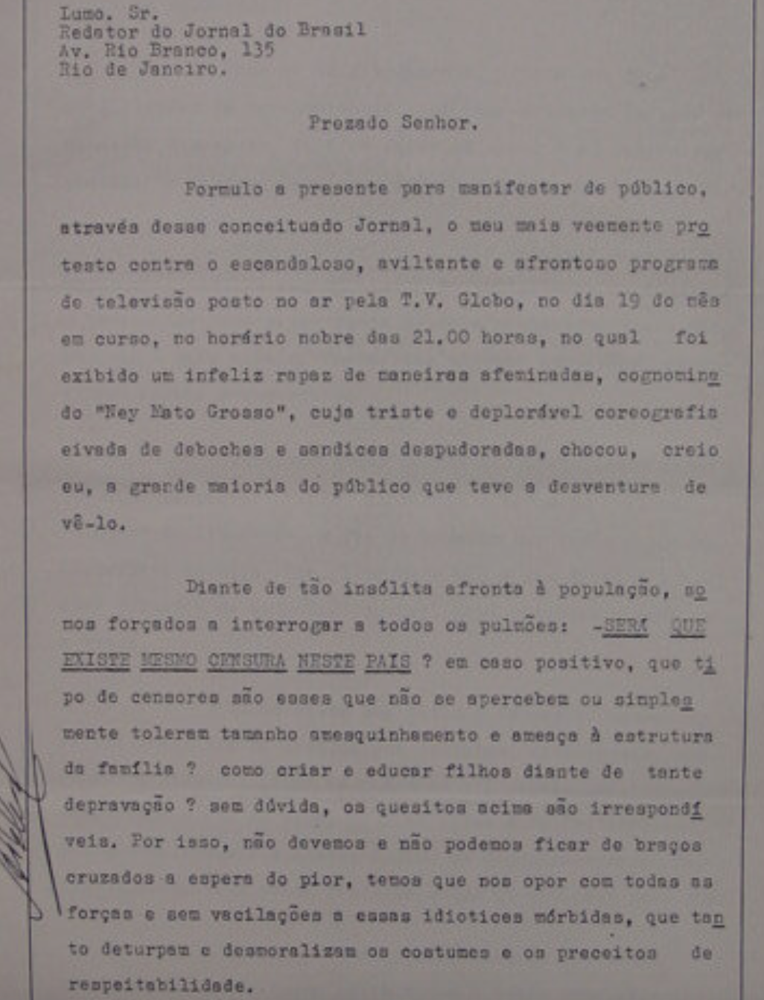 Lumo. Sr.
Redator do Jornal do Brasil
Av. Rio Branco, 135
Rio de Janeiro.
Prezado Senhor.
Formulo a presente para manifestar de público,
através desse conceituado Jornal, o meu mais veemente pro
testo contra o escandaloso, aviltante e afrontoso programa
de televisão posto no ar pela T.V. Globo, no dia 19 do mês
em curso, no horário nobre das 21.00 horas, no qual foi
exibido um infeliz rapaz de maneiras afeminadas, cognomina
do "Ney Mato Grosso", cuja triste e deplorável coreografia
eivada de deboches e sandices despudoradas, chocou, creio
eu, a grande maioria do público que teve a desventura de
vê-lo.
Diante de tão insólita afronta à população, so
mos forçados a interrogar a todos os pulmões: -SERÁ QUE
EXISTE MESMO CENSURA NESTE PAÍS ? em caso positivo, que ti
po de censores são esses que não se apercebem ou simples
mente toleram tamanho amesquinhamento e ameaça à estrutura
da família ? como criar e educar filhos diante de tante
depravação ? sem dúvida, os quesitos acima são irrespondí
veis. Por isso, não devemos e não podemos ficar de braços
cruzados a espera do pior, temos que nos opor com todas as
forças e sem vacilações a essas idiotices mórbidas, que tan
to deturpam e desmoralizam os costumes e os preceitos de
respeitabilidade.